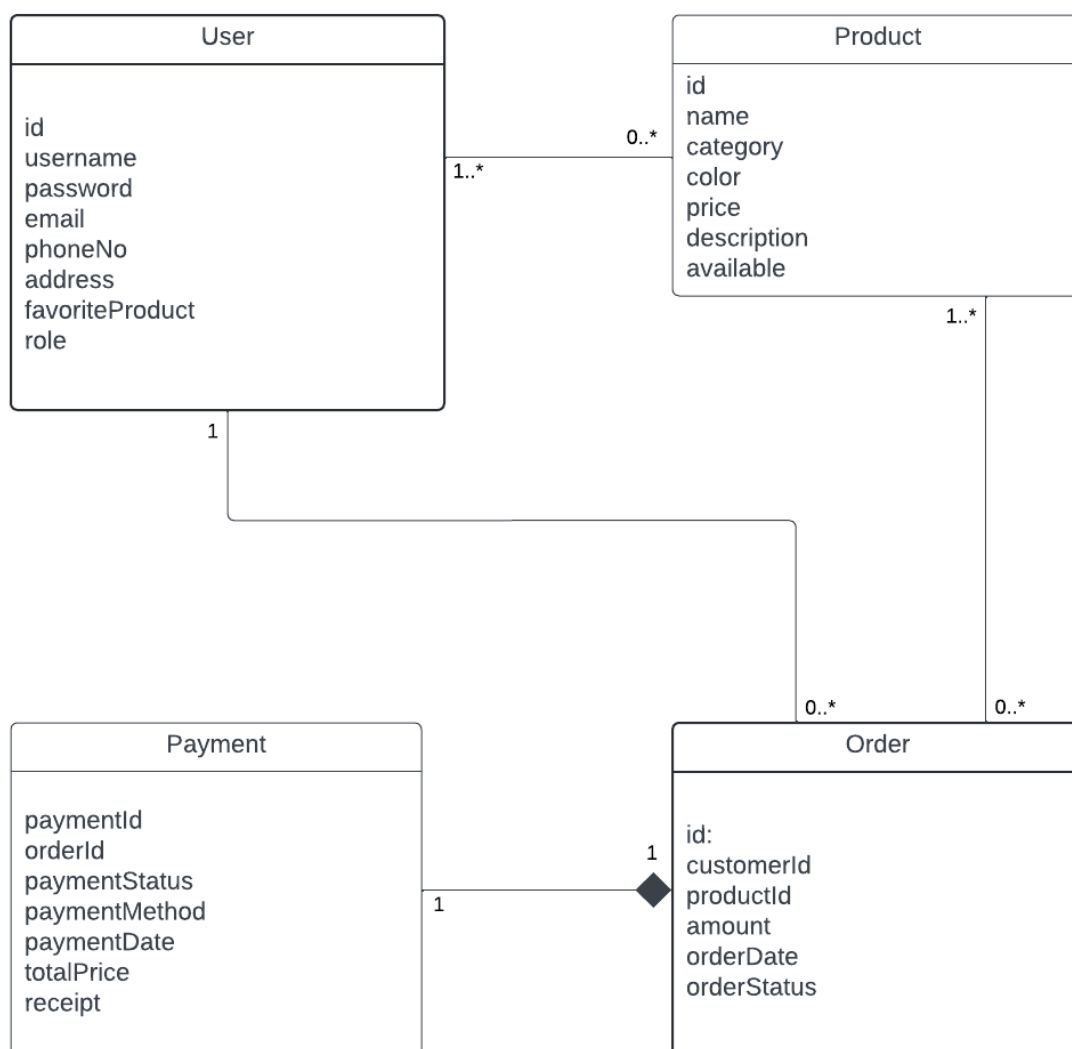 User
id
username
password
email
phoneNo
address
favoriteProduct
role
1..*
0..*
Product
id
name
category
color
price
description
available
1..*
1
0..*
0..*
Payment
paymentId
orderId
paymentStatus
paymentMethod
paymentDate
totalPrice
receipt
1
1
Order
id:
customerId
productId
amount
orderDate
orderStatus